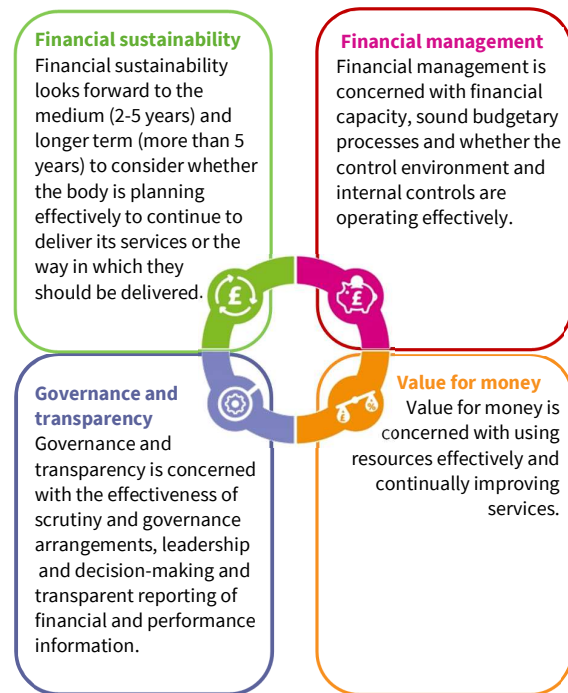 Financial sustainability
Financial sustainability
looks forward to the
medium (2-5 years) and
longer term (more than 5
years) to consider whether
the body is planning
effectively to continue to
deliver its services or the
way in which they
should be delivered.
£
Financial management
Financial management is
concerned with financial
capacity, sound budgetary
processes and whether the
control environment and
internal controls are
operating effectively.
£
Governance and
transparency
Governance and
transparency is concerned
with the effectiveness of
scrutiny and governance
arrangements, leadership
and decision-making and
transparent reporting of
financial and performance
information.
Value for money
Value for money is
concerned with using
resources effectively and
continually improving
services.
£
%